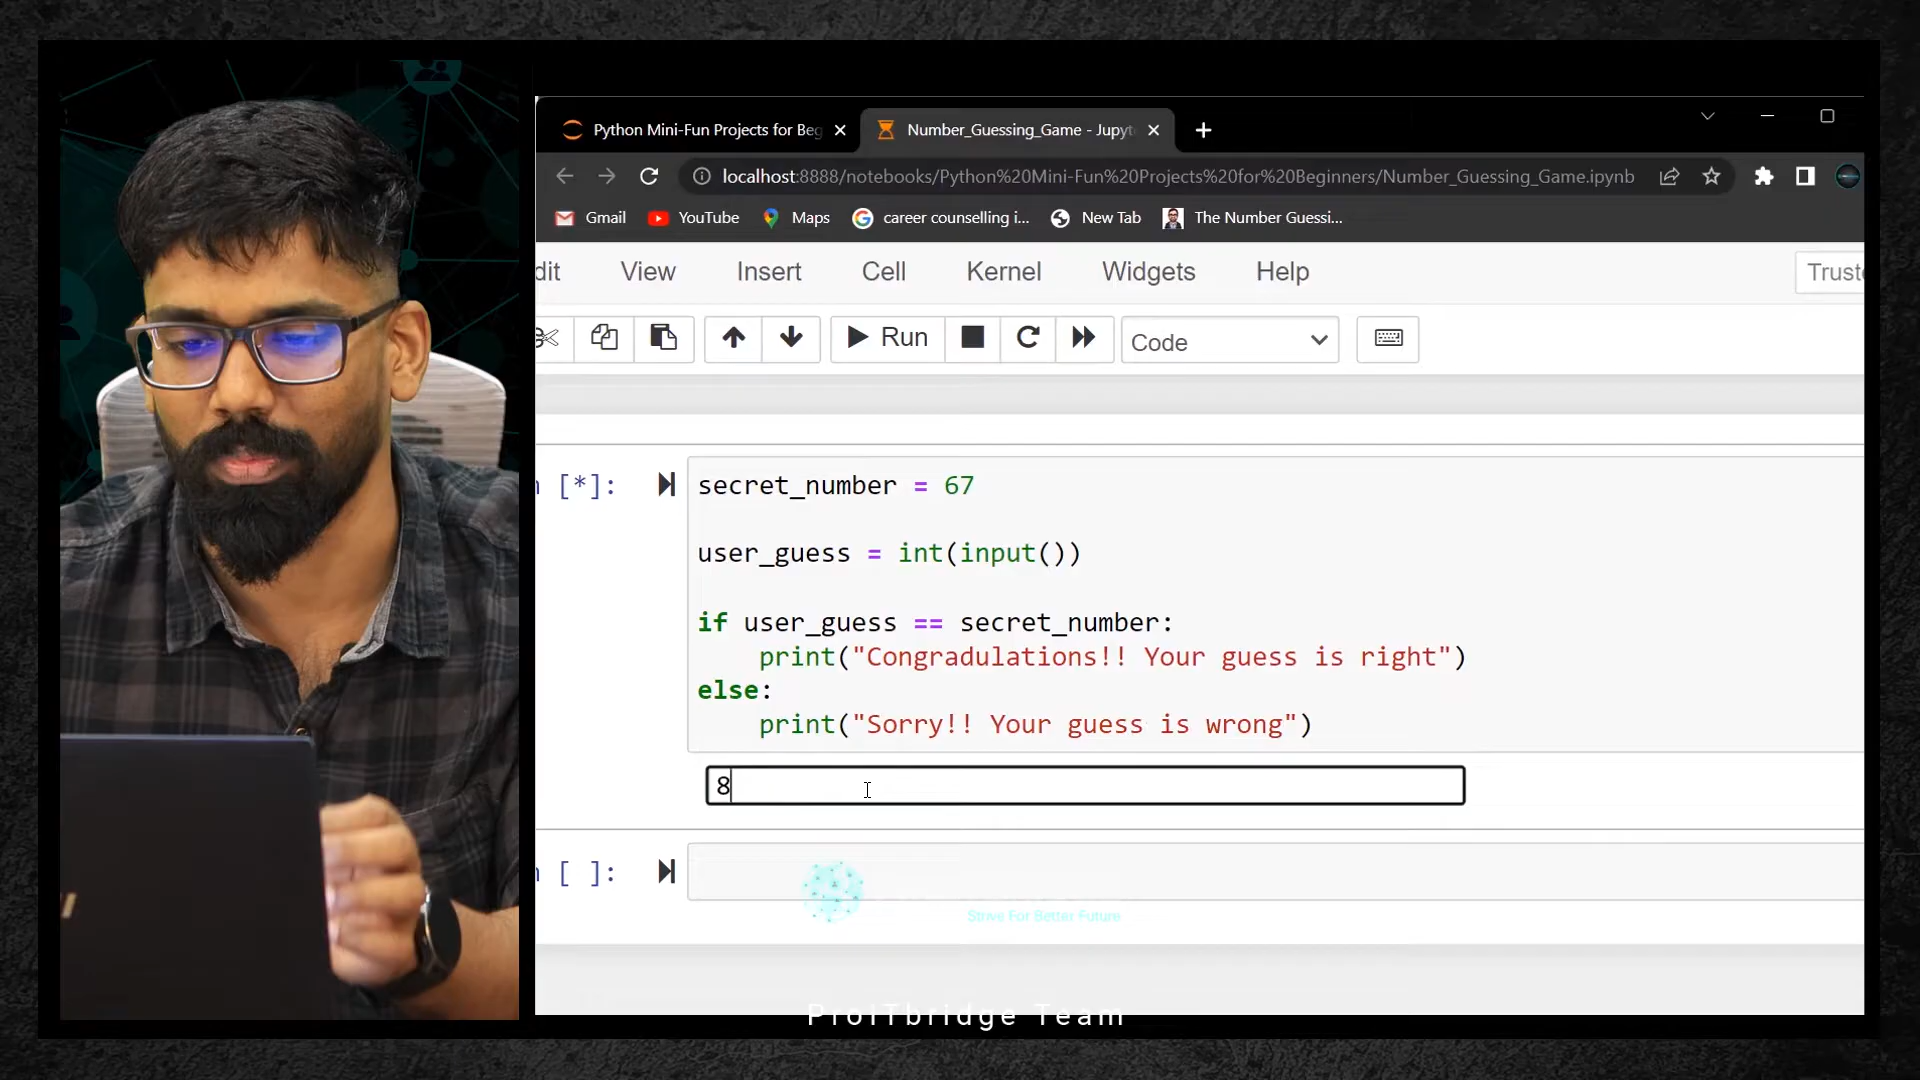 Python Mini-Fun Projects for Beg
Number_Guessing_Game - Jupyt
localhost:8888/notebooks/Python%20Mini-Fun%20Projects%20for%20Beginners/Number_Guessing_Game.ipynb
Gmail YouTube Maps career counselling i... New Tab The Number Guessi...
dit View Insert Cell Kernel Widgets Help Truste
Run Code
[*]:
secret_number = 67
user_guess = int(input())
if user_guess == secret_number:
print("Congradulations!! Your guess is right")
else:
print("Sorry!! Your guess is wrong")
8
[ ]:
Strive For Better Future
ProITbridge Team